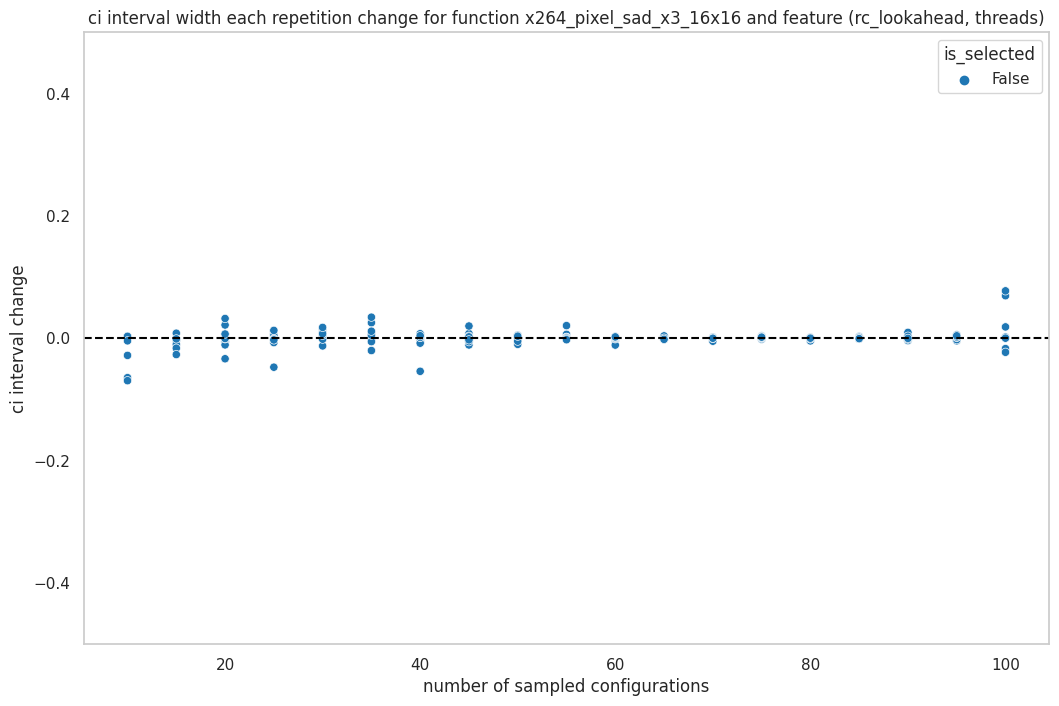 ci interval width each repetition change for function x264_pixel_sad_x3_16x16 and feature (rc_lookahead, threads)
is_selected
False
0.4
0.2
0.0
−0.2
−0.4
ci interval change
20
40
60
80
100
number of sampled configurations